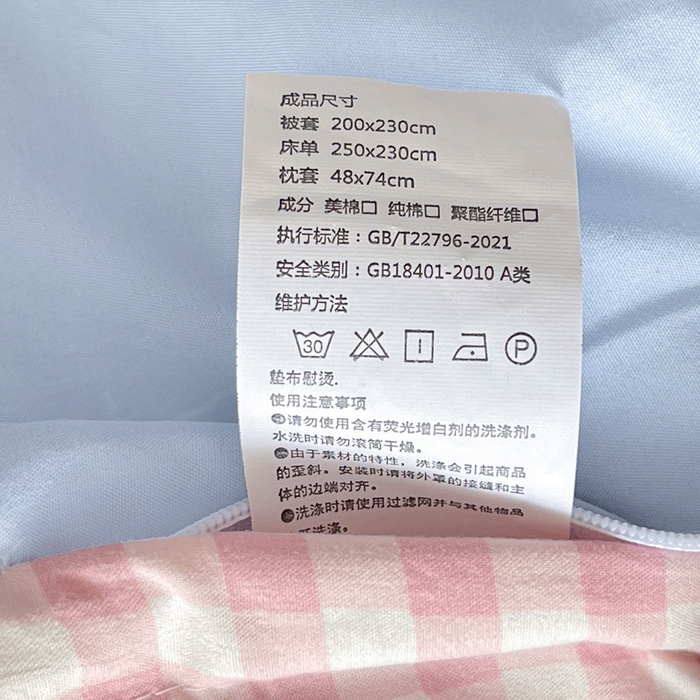 成品尺寸
被套 200x230cm
床单 250x230cm
枕套 48x74cm
成分 美棉□ 纯棉□ 聚酯纤维□
执行标准：GB/T22796-2021
安全类别：GB18401-2010 A类
维护方法
30 P
垫布熨烫.
使用注意事项
请勿使用含有荧光增白剂的洗涤剂。
水洗时请勿滚筒干燥。
由于素材的特性，洗涤会引起商品
的歪斜。安装时请将外罩的接缝和主
体的边端对齐。
洗涤时请使用过滤网并与其他物品
开洗涤。